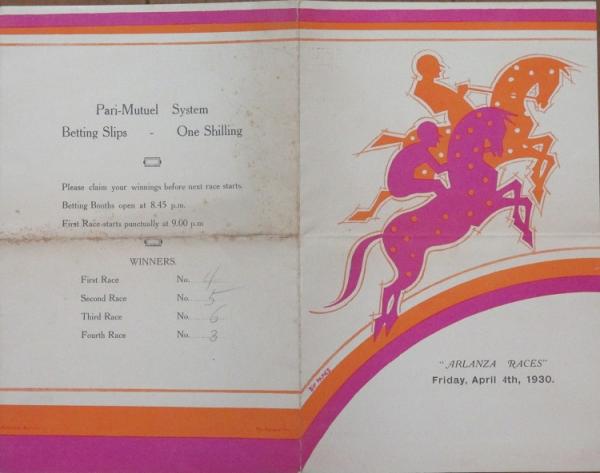 Pari-Mutuel System
Betting Slips - One Shilling
Please claim your winnings before next race starts.
Betting Booths open at 8.45 p.m.
First Race starts punctually at 9.00 p.m
WINNERS.
First Race No. 4
Second Race No. 5
Third Race No. 6
Fourth Race No. 3
"ARLANZA RACES"
Friday, April 4th, 1930.